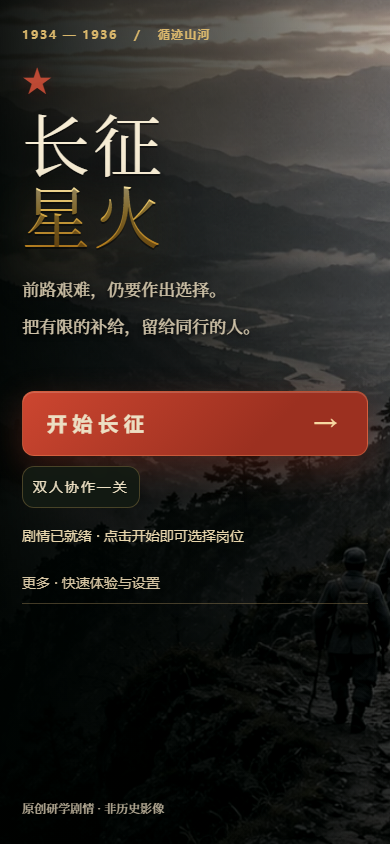 1934 — 1936 / 循迹山河
长征
星火
前路艰难，仍要作出选择。
把有限的补给，留给同行的人。
开始长征 →
双人协作一关
剧情已就绪 · 点击开始即可选择岗位
更多 · 快速体验与设置
原创研学剧情 · 非历史影像